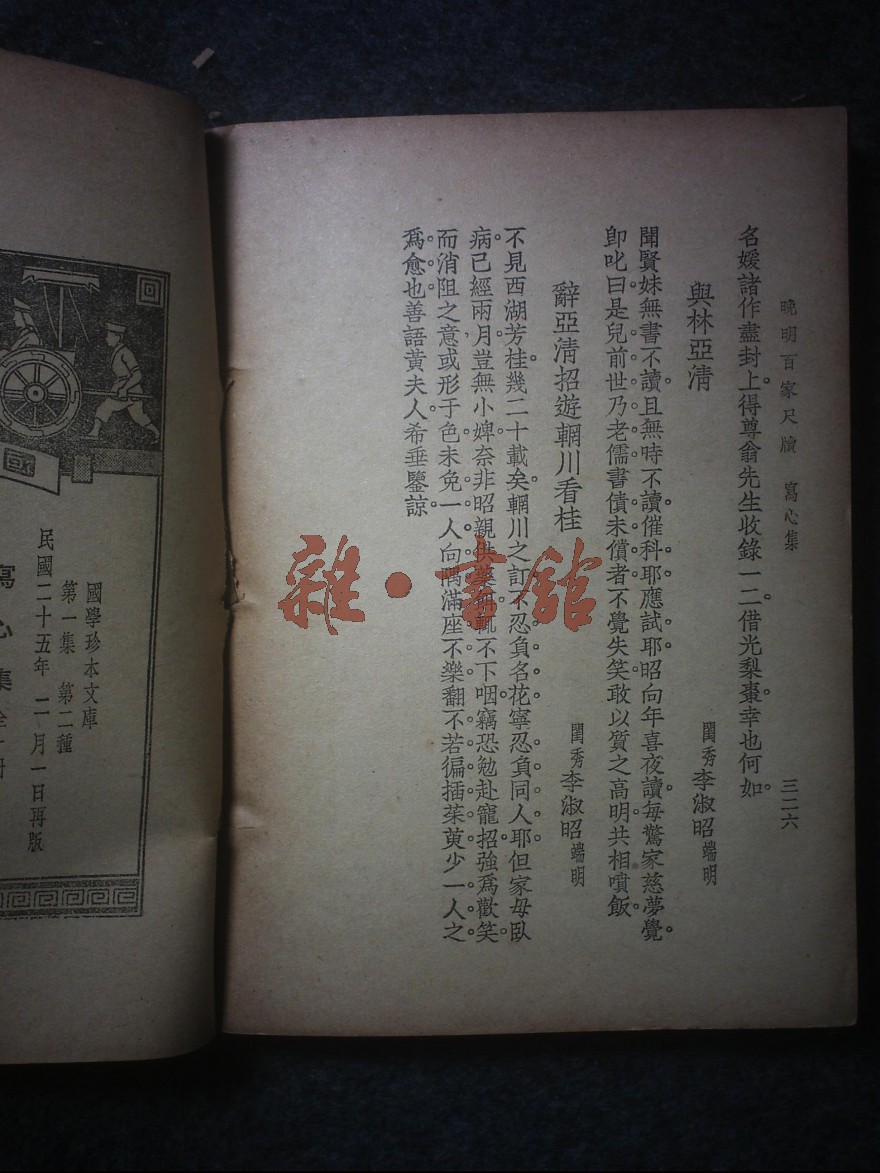 晚明百家尺牘　寫心集　三二六
名媛諸作盡封上。得尊翁先生收錄一二。借光梨棗。幸也何如。
與林亞清　閨秀李淑昭端明
聞賢妹無書不讀。且無時不讀。催科耶。應試耶。昭向年喜夜讀。每驚家慈夢覺。
卽叱曰。是兒前世乃老儒。書債未償者。不覺失笑。敢以質之高明。共相噴飯。
辭亞清招遊輞川看桂　閨秀李淑昭端明
不見西湖芳桂。幾二十載矣。輞川之訂。不忍負名花。寧忍負同人耶。但家母臥
病。已經兩月。豈無小婢。奈非昭親供藥餌。輒不下咽。竊恐勉赴寵招。強爲歡笑。
而消阻之意。或形于色。未免一人向隅。滿座不樂。翻不若徧插茱萸少一人之
爲愈也。善語黃夫人。希垂鑒諒。
國學珍本文庫
第一集　第二種
民國二十五年二月一日再版
寫心集全一册
國
雜·書館